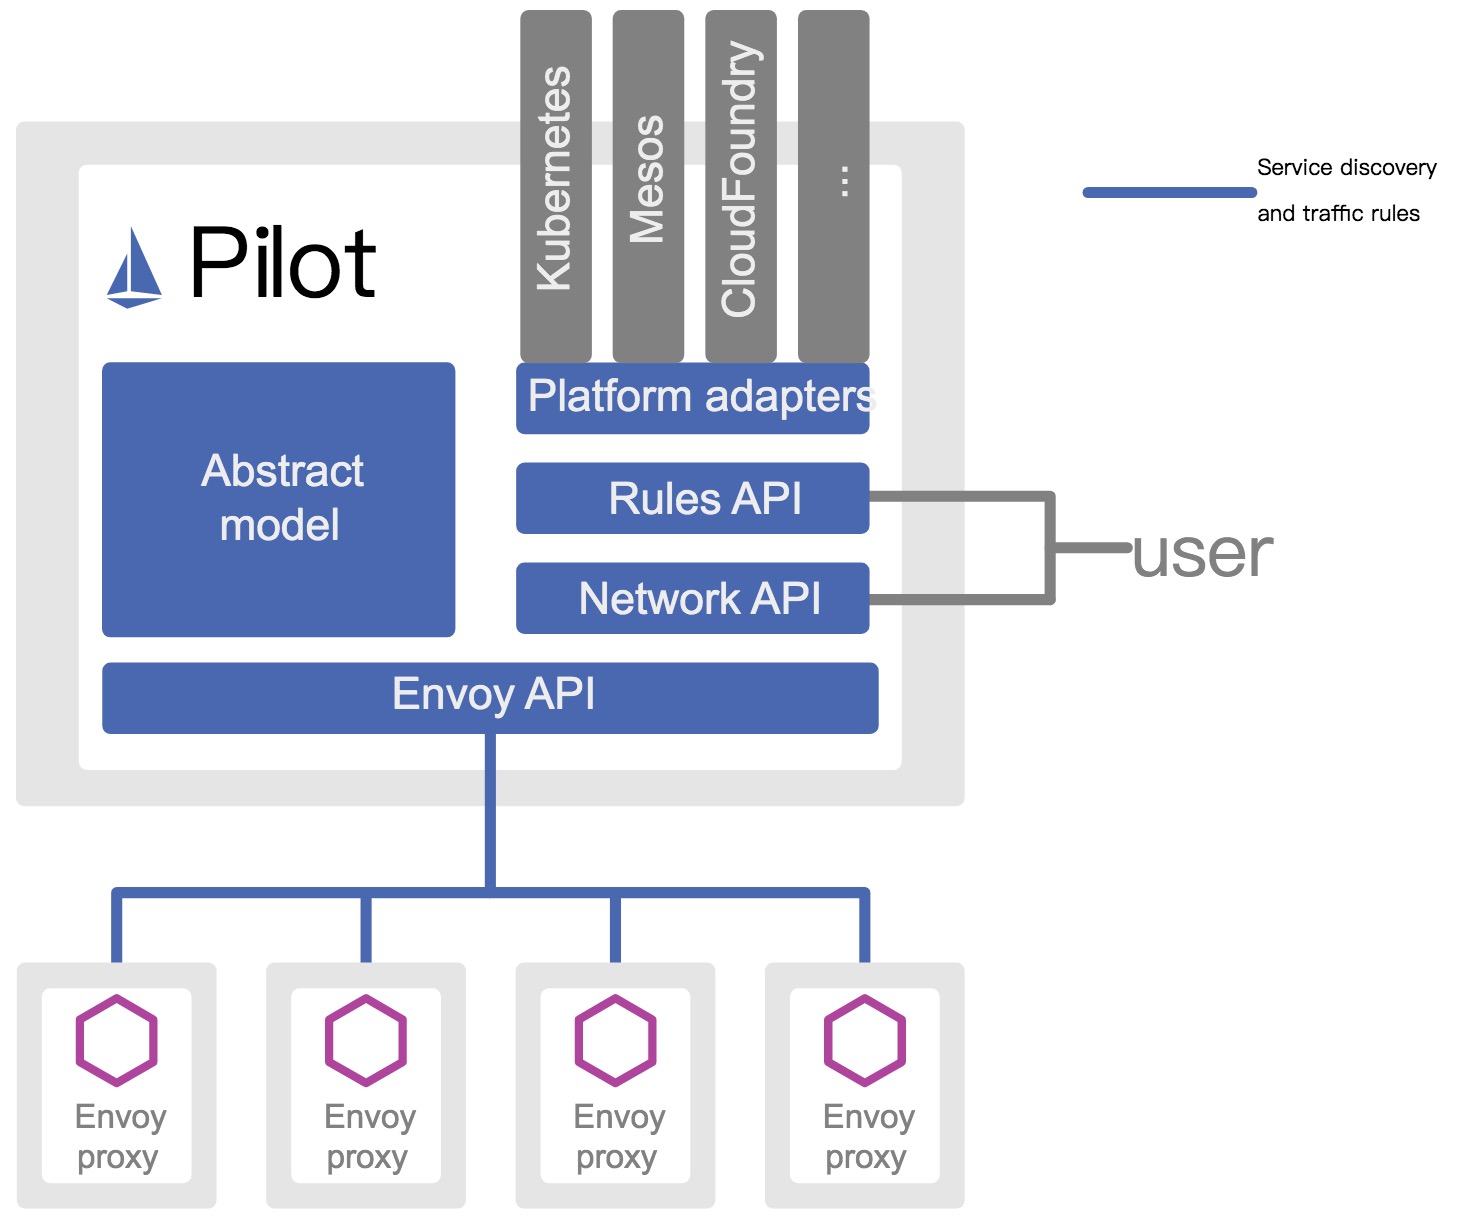 Kubernetes
Mesos
CloudFoundry
...
Service discovery
and traffic rules
Pilot
Platform adapters
Abstract
model
Rules API
Network API
user
Envoy API
Envoy
proxy
Envoy
proxy
Envoy
proxy
Envoy
proxy